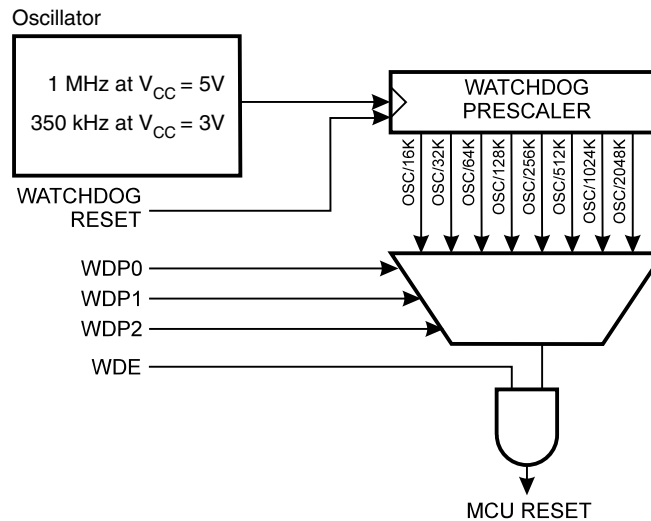 Oscillator
1 MHz at VCC = 5V
350 kHz at VCC = 3V
WATCHDOG
PRESCALER
OSC/16K
OSC/32K
OSC/64K
OSC/128K
OSC/256K
OSC/512K
OSC/1024K
OSC/2048K
WATCHDOG
RESET
WDP0
WDP1
WDP2
WDE
MCU RESET